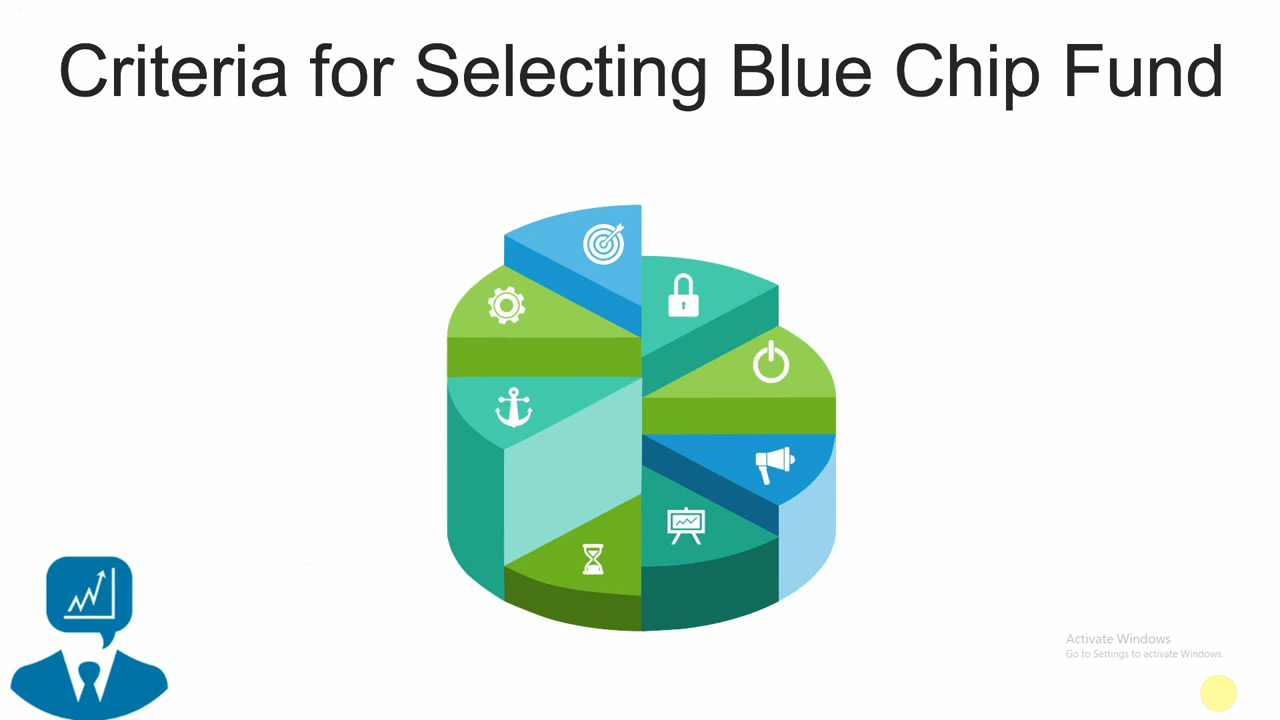 Criteria for Selecting Blue Chip Fund
Activate Windows
Go to Settings to activate Windows.